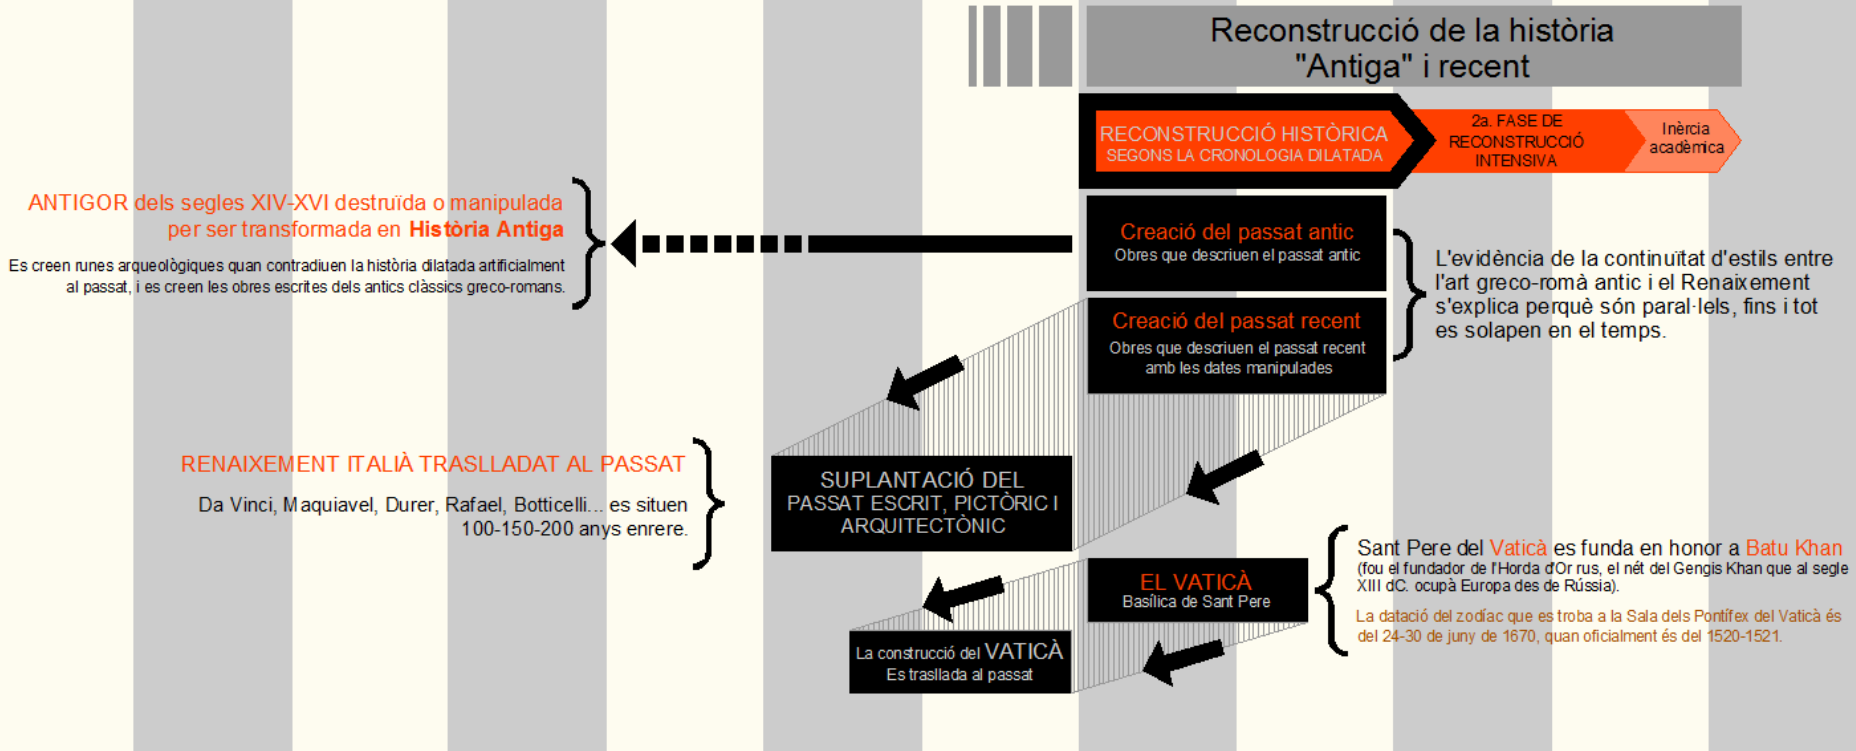 Reconstrucció de la història
"Antiga" i recent
RECONSTRUCCIÓ HISTÒRICA
SEGONS LA CRONOLOGIA DILATADA
2a. FASE DE
RECONSTRUCCIÓ
INTENSIVA
Inèrcia
acadèmica
ANTIGOR dels segles XIV-XVI destruïda o manipulada
per ser transformada en Història Antiga
Es creen runes arqueològiques quan contradiuen la història dilatada artificialment
al passat, i es creen les obres escrites dels antics clàssics greco-romans.
Creació del passat antic
Obres que descriuen el passat antic
Creació del passat recent
Obres que descriuen el passat recent
amb les dates manipulades
L'evidència de la continuïtat d'estils entre
l'art greco-romà antic i el Renaixement
s'explica perquè són paral·lels, fins i tot
es solapen en el temps.
RENAIXEMENT ITALIÀ TRASLLADAT AL PASSAT
Da Vinci, Maquiavel, Durer, Rafael, Botticelli... es situen
100-150-200 anys enrere.
SUPLANTACIÓ DEL
PASSAT ESCRIT, PICTÒRIC I
ARQUITECTÒNIC
EL VATICÀ
Basílica de Sant Pere
Sant Pere del Vaticà es funda en honor a Batu Khan
(fou el fundador de l'Horda d'Or rus, el nét del Gengis Khan que al segle
XIII dC. ocupà Europa des de Rússia).
La datació del zodíac que es troba a la Sala dels Pontífex del Vaticà és
del 24-30 de juny de 1670, quan oficialment és del 1520-1521.
La construcció del VATICÀ
Es trasllada al passat